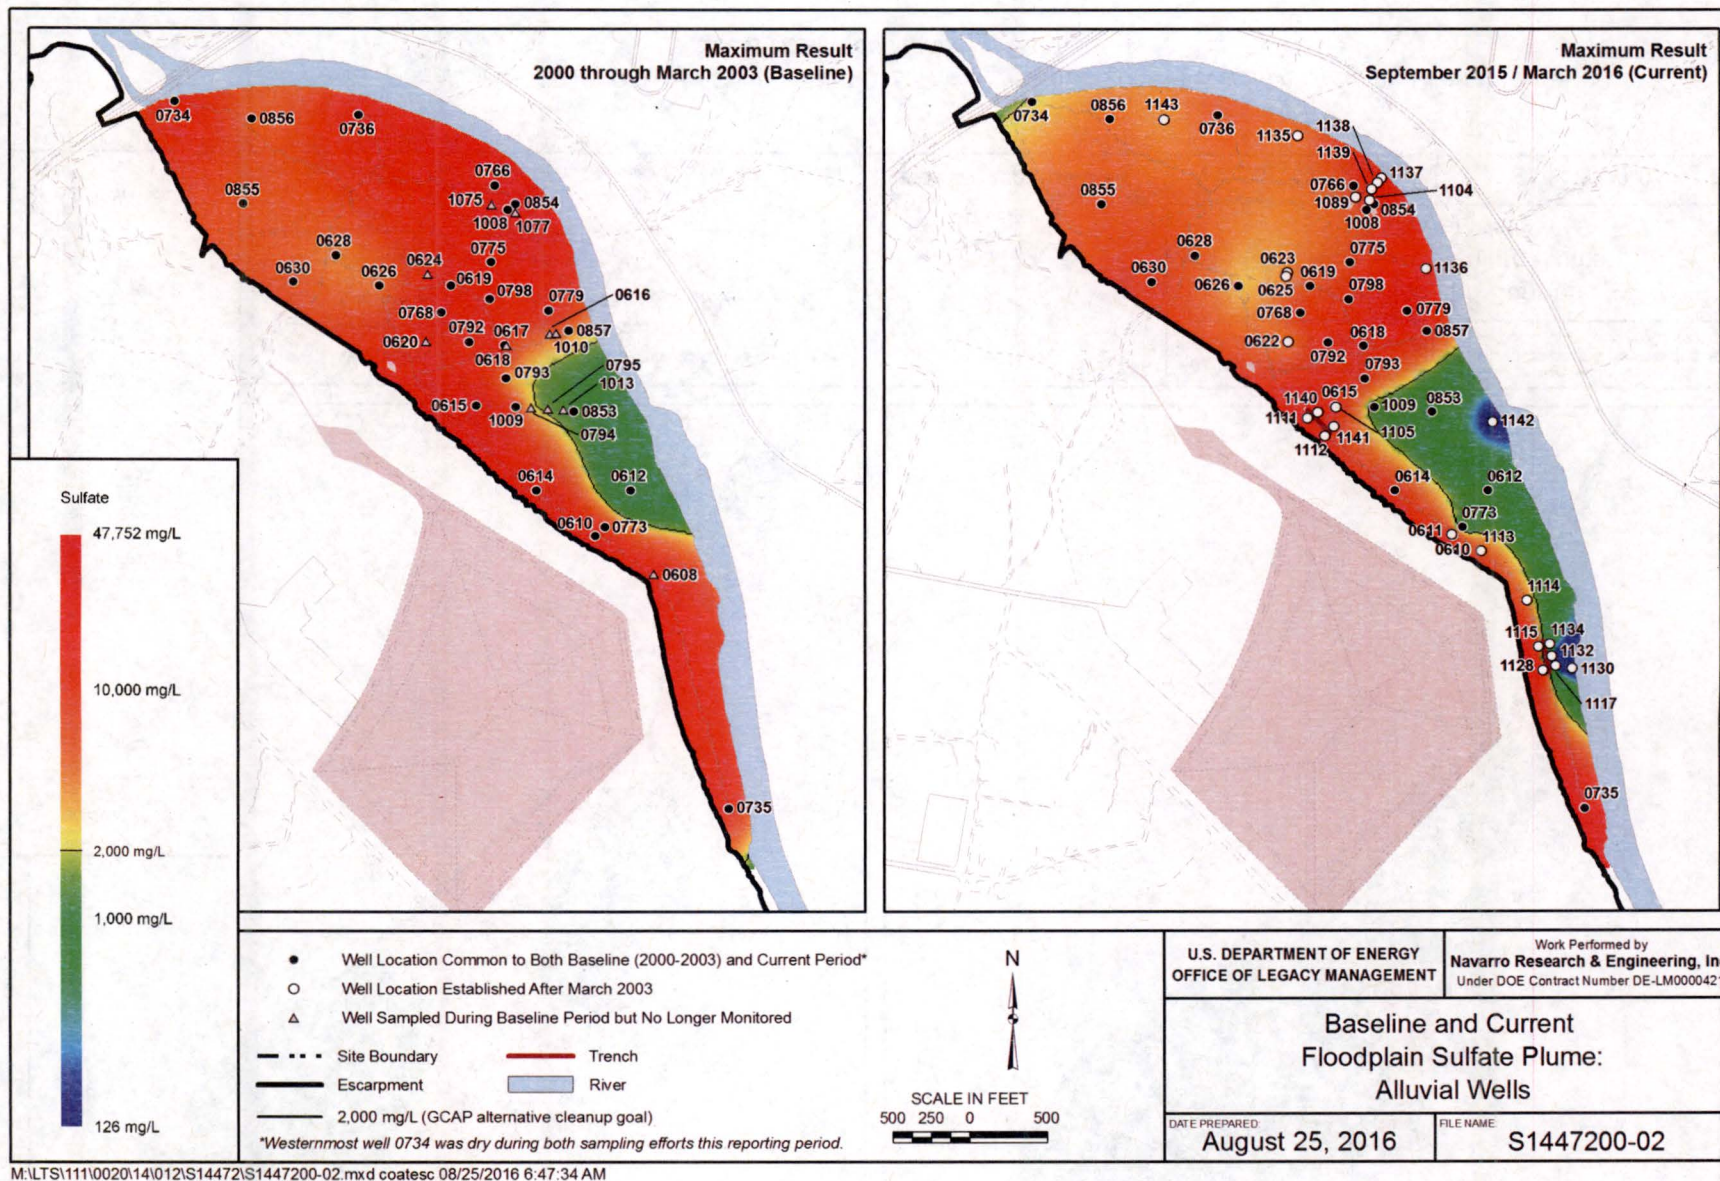 Maximum Result
2000 through March 2003 (Baseline)
0734
0856
0736
0855
0766
1075
0854
1008
1077
0628
0624
0775
0630
0626
0619
0798
0779
0616
0768
0792
0617
0857
0620
0618
1010
0793
0795
1013
0615
1009
0853
0794
0614
0612
0610
0773
0608
0735
Maximum Result
September 2015 / March 2016 (Current)
0734
0856
1143
0736
1135
1138
1139
1137
0766
1104
1089
0854
1008
0855
0628
0623
0775
0630
0619
1136
0626
0625
0798
0779
0768
0618
0857
0622
0792
0793
1140
0615
1009
0853
1111
1142
1141
1105
1112
0614
0612
0773
0611
1113
0610
1114
1115
1134
1132
1128
1130
1117
0735
Sulfate
47,752 mg/L
10,000 mg/L
2,000 mg/L
1,000 mg/L
126 mg/L
Well Location Common to Both Baseline (2000-2003) and Current Period*
Well Location Established After March 2003
Well Sampled During Baseline Period but No Longer Monitored
Site Boundary
Trench
Escarpment
River
2,000 mg/L (GCAP alternative cleanup goal)
*Westernmost well 0734 was dry during both sampling efforts this reporting period.
N
SCALE IN FEET
500 250 0 500
U.S. DEPARTMENT OF ENERGY
OFFICE OF LEGACY MANAGEMENT
Work Performed by
Navarro Research & Engineering, In
Under DOE Contract Number DE-LM0000421
Baseline and Current
Floodplain Sulfate Plume:
Alluvial Wells
DATE PREPARED:
August 25, 2016
FILE NAME:
S1447200-02
M:\LTS\111\0020\14\012\S14472\S1447200-02.mxd coatesc 08/25/2016 6:47:34 AM